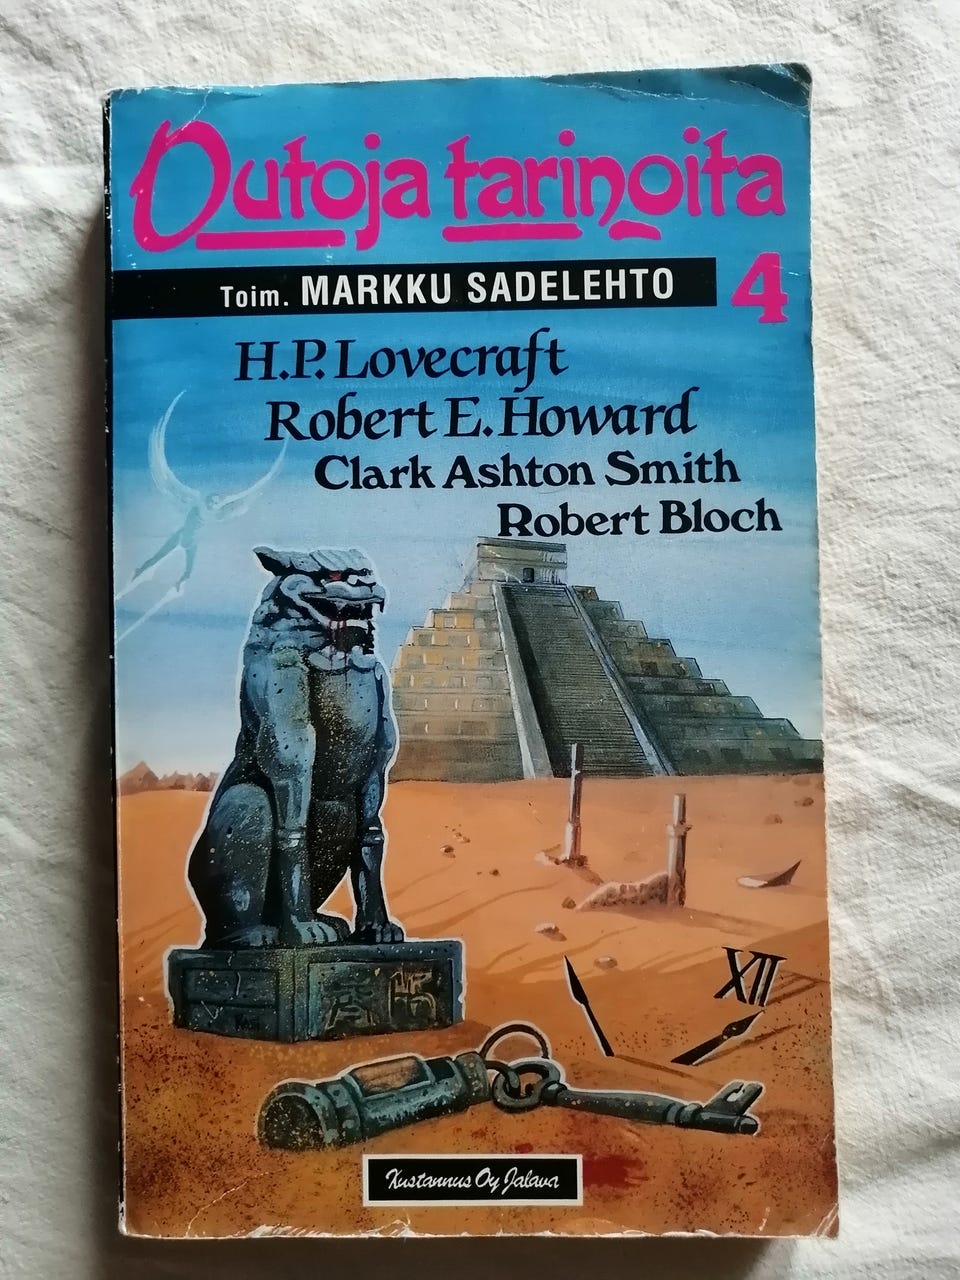 Outoja tarinoita
Toim. MARKKU SADELEHTO
4
H.P. Lovecraft
Robert E. Howard
Clark Ashton Smith
Robert Bloch
XII
Kustannus Oy Jalava